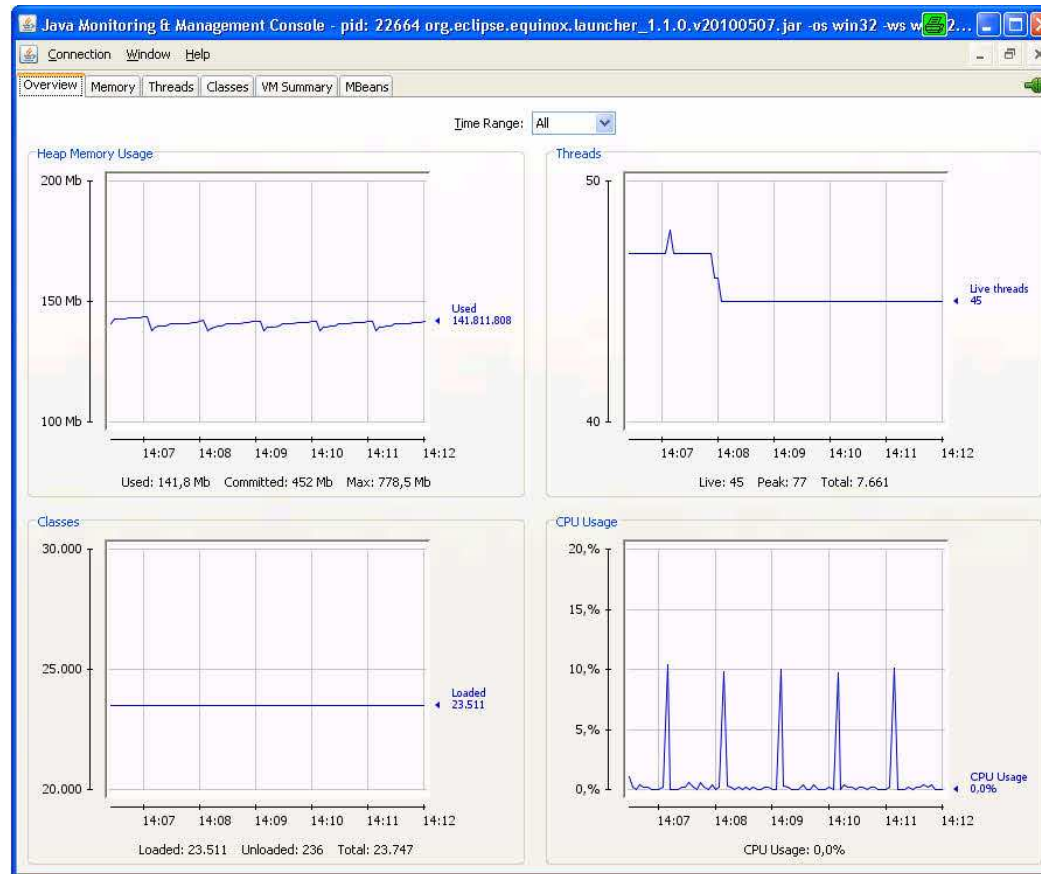 Java Monitoring & Management Console - pid: 22664 org.eclipse.equinox.launcher_1.1.0.v20100507.jar -os win32 -ws w 2...
Connection Window Help
Overview Memory Threads Classes VM Summary MBeans
Time Range: All
Heap Memory Usage
200 Mb
150 Mb
100 Mb
Used
141.811.808
14:07 14:08 14:09 14:10 14:11 14:12
Used: 141,8 Mb Committed: 452 Mb Max: 778,5 Mb
Threads
50
40
Live threads
45
14:07 14:08 14:09 14:10 14:11 14:12
Live: 45 Peak: 77 Total: 7.661
Classes
30.000
25.000
20.000
Loaded
23.511
14:07 14:08 14:09 14:10 14:11 14:12
Loaded: 23.511 Unloaded: 236 Total: 23.747
CPU Usage
20,%
15,%
10,%
5,%
0,%
CPU Usage
0,0%
14:07 14:08 14:09 14:10 14:11 14:12
CPU Usage: 0,0%